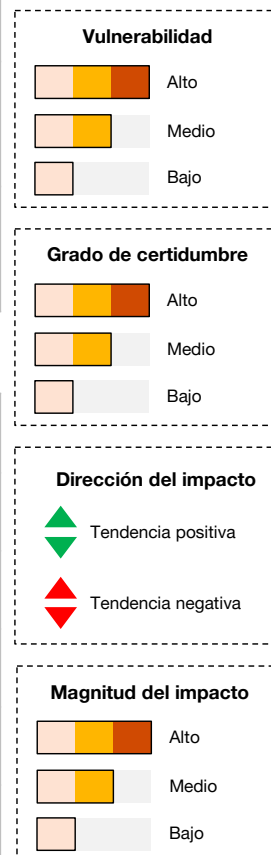 Vulnerabilidad
Alto
Medio
Bajo
Grado de certidumbre
Alto
Medio
Bajo
Dirección del impacto
Tendencia positiva
Tendencia negativa
Magnitud del impacto
Alto
Medio
Bajo